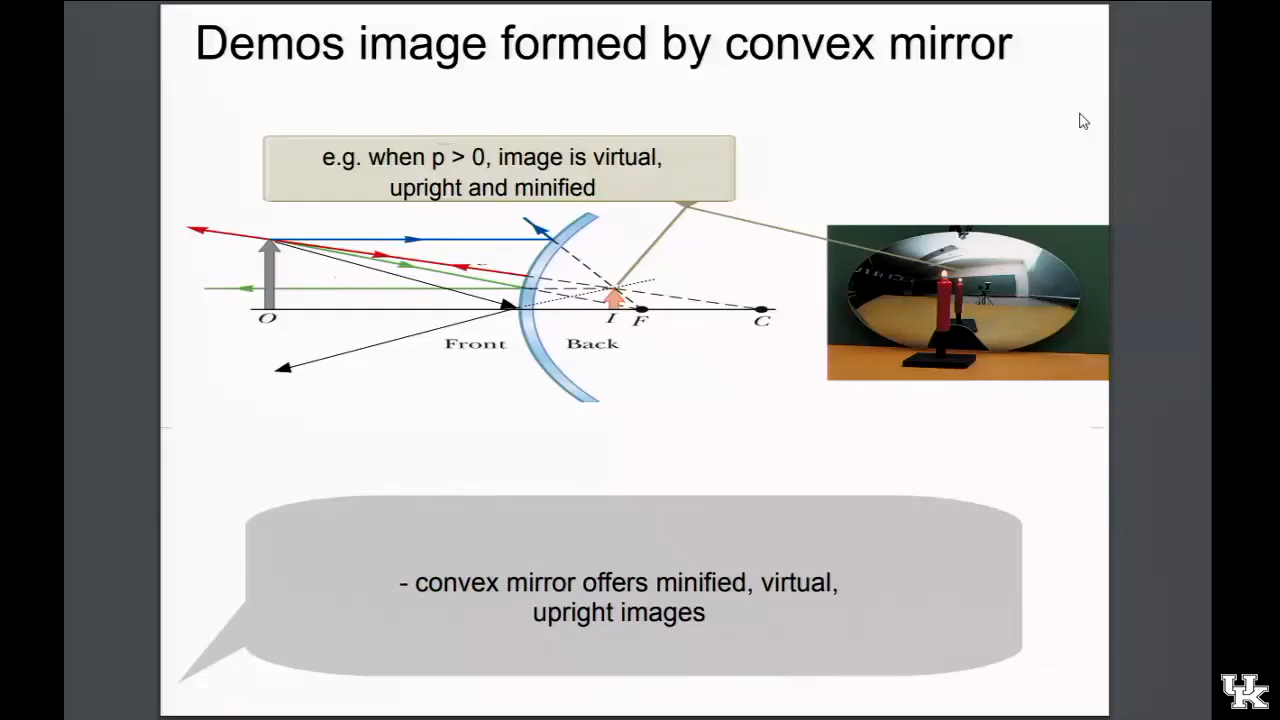 Demos image formed by convex mirror
e.g. when p > 0, image is virtual,
upright and minified
O
I
F
C
Front
Back
- convex mirror offers minified, virtual,
upright images
UK